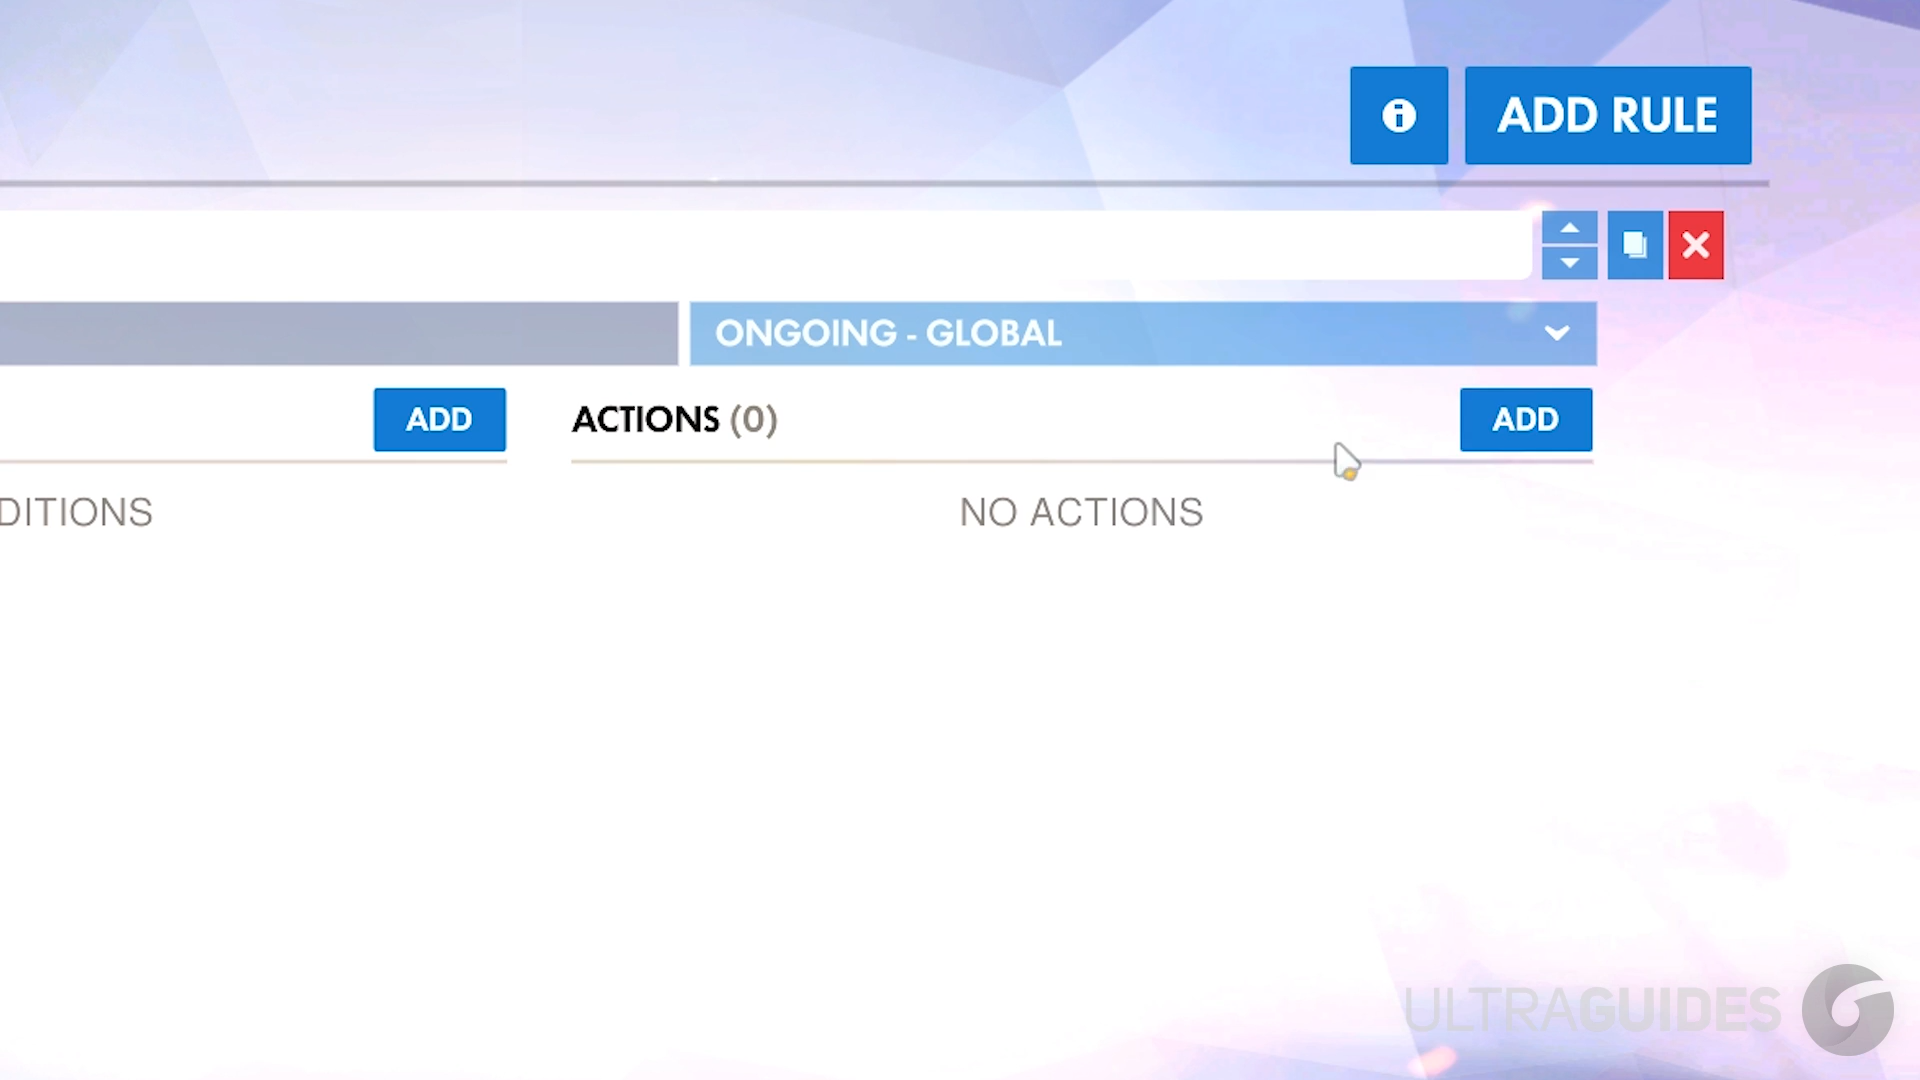 ADD RULE
ONGOING - GLOBAL
ADD
ACTIONS (0)
ADD
DITIONS
NO ACTIONS
ULTRAGUIDES